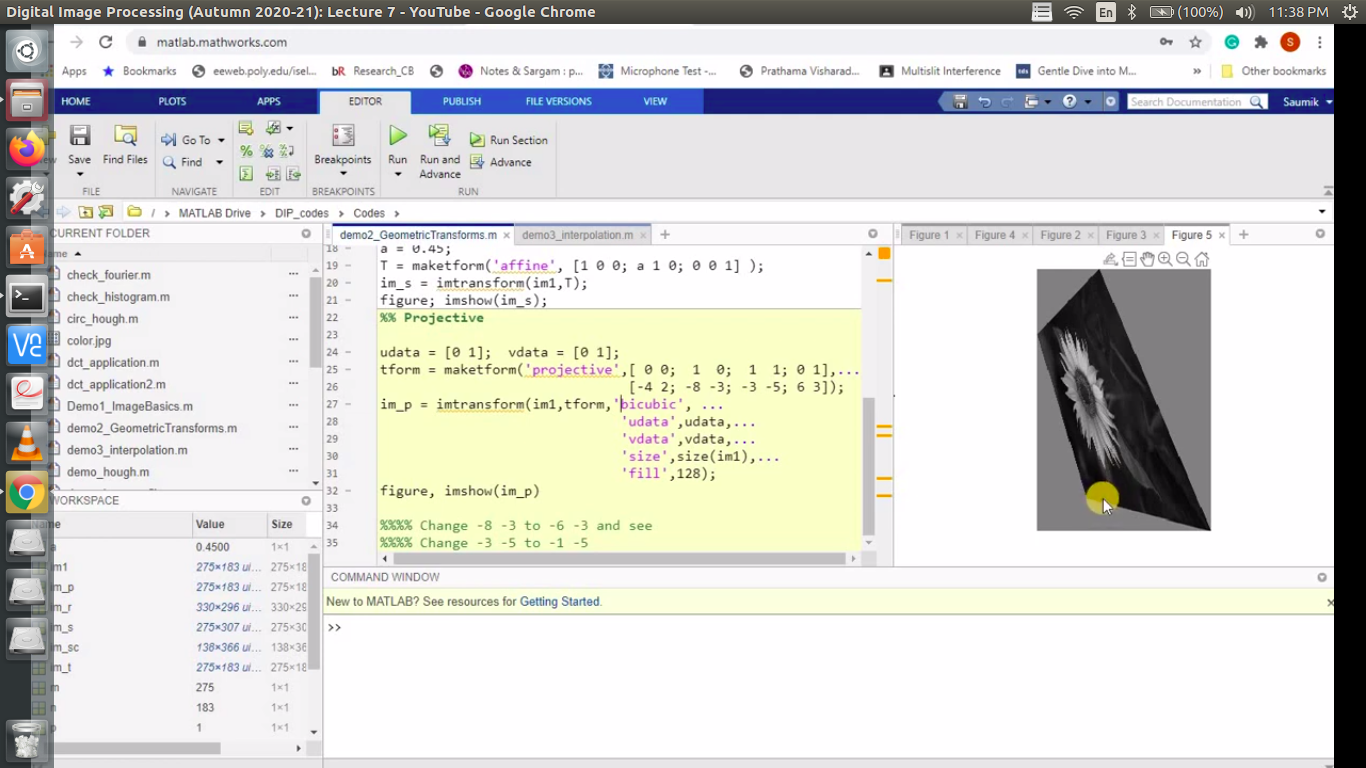 Digital Image Processing (Autumn 2020-21): Lecture 7 - YouTube - Google Chrome
En (100%) 11:38 PM
matlab.mathworks.com
S
Apps Bookmarks eeweb.poly.edu/isel... bR Research_CB Notes & Sargam : p... Microphone Test -... Prathama Visharad... Multislit Interference Gentle Dive into M... » Other bookmarks
HOME PLOTS APPS EDITOR PUBLISH FILE VERSIONS VIEW Search Documentation Saumik
Save Find Files Go To Find Breakpoints Run Run and Advance Run Section Advance
FILE NAVIGATE EDIT BREAKPOINTS RUN
/ › MATLAB Drive › DIP_codes › Codes ›
CURRENT FOLDER
ame
check_fourier.m
check_histogram.m
circ_hough.m
color.jpg
dct_application.m
dct_application2.m
Demo1_ImageBasics.m
demo2_GeometricTransforms.m
demo3_interpolation.m
demo_hough.m
WORKSPACE
ame Value Size
a 0.4500 1×1
im1 275×183 ui... 275×18
im_p 275×183 ui... 275×18
im_r 330×296 ui... 330×29
im_s 275×307 ui... 275×30
im_sc 138×366 ui... 138×36
im_t 275×183 ui... 275×18
m 275 1×1
183 1×1
p 1 1×1
demo2_GeometricTransforms.m × demo3_interpolation.m × +
18 a = 0.45;
19 T = maketform('affine', [1 0 0; a 1 0; 0 0 1] );
20 im_s = imtransform(im1,T);
21 figure; imshow(im_s);
22 %% Projective
23
24 udata = [0 1]; vdata = [0 1];
25 tform = maketform('projective',[ 0 0; 1 0; 1 1; 0 1],...
26 [-4 2; -8 -3; -3 -5; 6 3]);
27 im_p = imtransform(im1,tform,'bicubic', ...
28 'udata',udata,...
29 'vdata',vdata,...
30 'size',size(im1),...
31 'fill',128);
32 figure, imshow(im_p)
33
34 %%%% Change -8 -3 to -6 -3 and see
35 %%%% Change -3 -5 to -1 -5
Figure 1 × Figure 4 × Figure 2 × Figure 3 × Figure 5 × +
COMMAND WINDOW
New to MATLAB? See resources for Getting Started. ×
>>